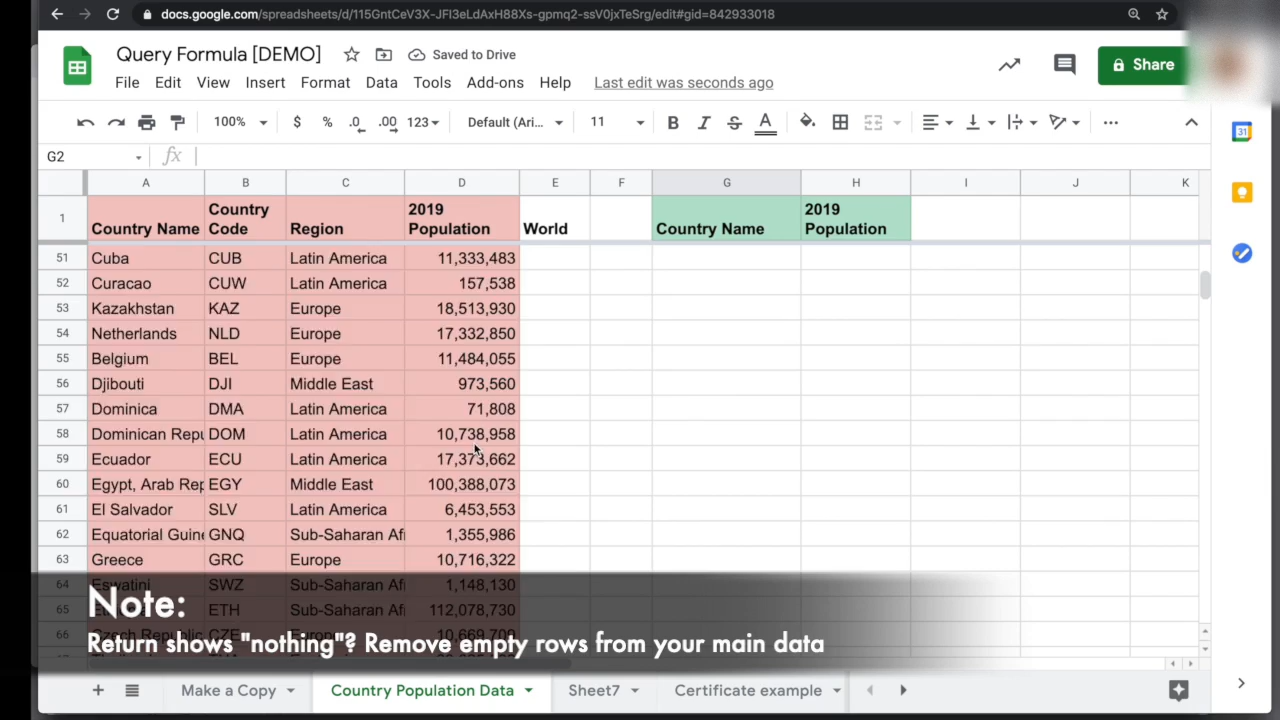 docs.google.com/spreadsheets/d/115GntCeV3X-JFI3eLdAxH88Xs-gpmq2-ssV0jxTeSrg/edit#gid=842933018
Query Formula [DEMO] Saved to Drive
File Edit View Insert Format Data Tools Add-ons Help Last edit was seconds ago
Share
100% $ % .0 .00 123 Default (Ari... 11 B I S A
31
G2 fx
A B C D E F G H I J K
1 Country Name Country Code Region 2019 Population World Country Name 2019 Population
51 Cuba CUB Latin America 11,333,483
52 Curacao CUW Latin America 157,538
53 Kazakhstan KAZ Europe 18,513,930
54 Netherlands NLD Europe 17,332,850
55 Belgium BEL Europe 11,484,055
56 Djibouti DJI Middle East 973,560
57 Dominica DMA Latin America 71,808
58 Dominican Repu DOM Latin America 10,738,958
59 Ecuador ECU Latin America 17,373,662
60 Egypt, Arab Rep EGY Middle East 100,388,073
61 El Salvador SLV Latin America 6,453,553
62 Equatorial Guine GNQ Sub-Saharan Afi 1,355,986
63 Greece GRC Europe 10,716,322
64 Eswatini SWZ Sub-Saharan Afi 1,148,130
65 ETH Sub-Saharan Afi 112,078,730
66 Czech Republic CZE Europe 10,669,709
Note:
Return shows "nothing"? Remove empty rows from your main data
Make a Copy Country Population Data Sheet7 Certificate example